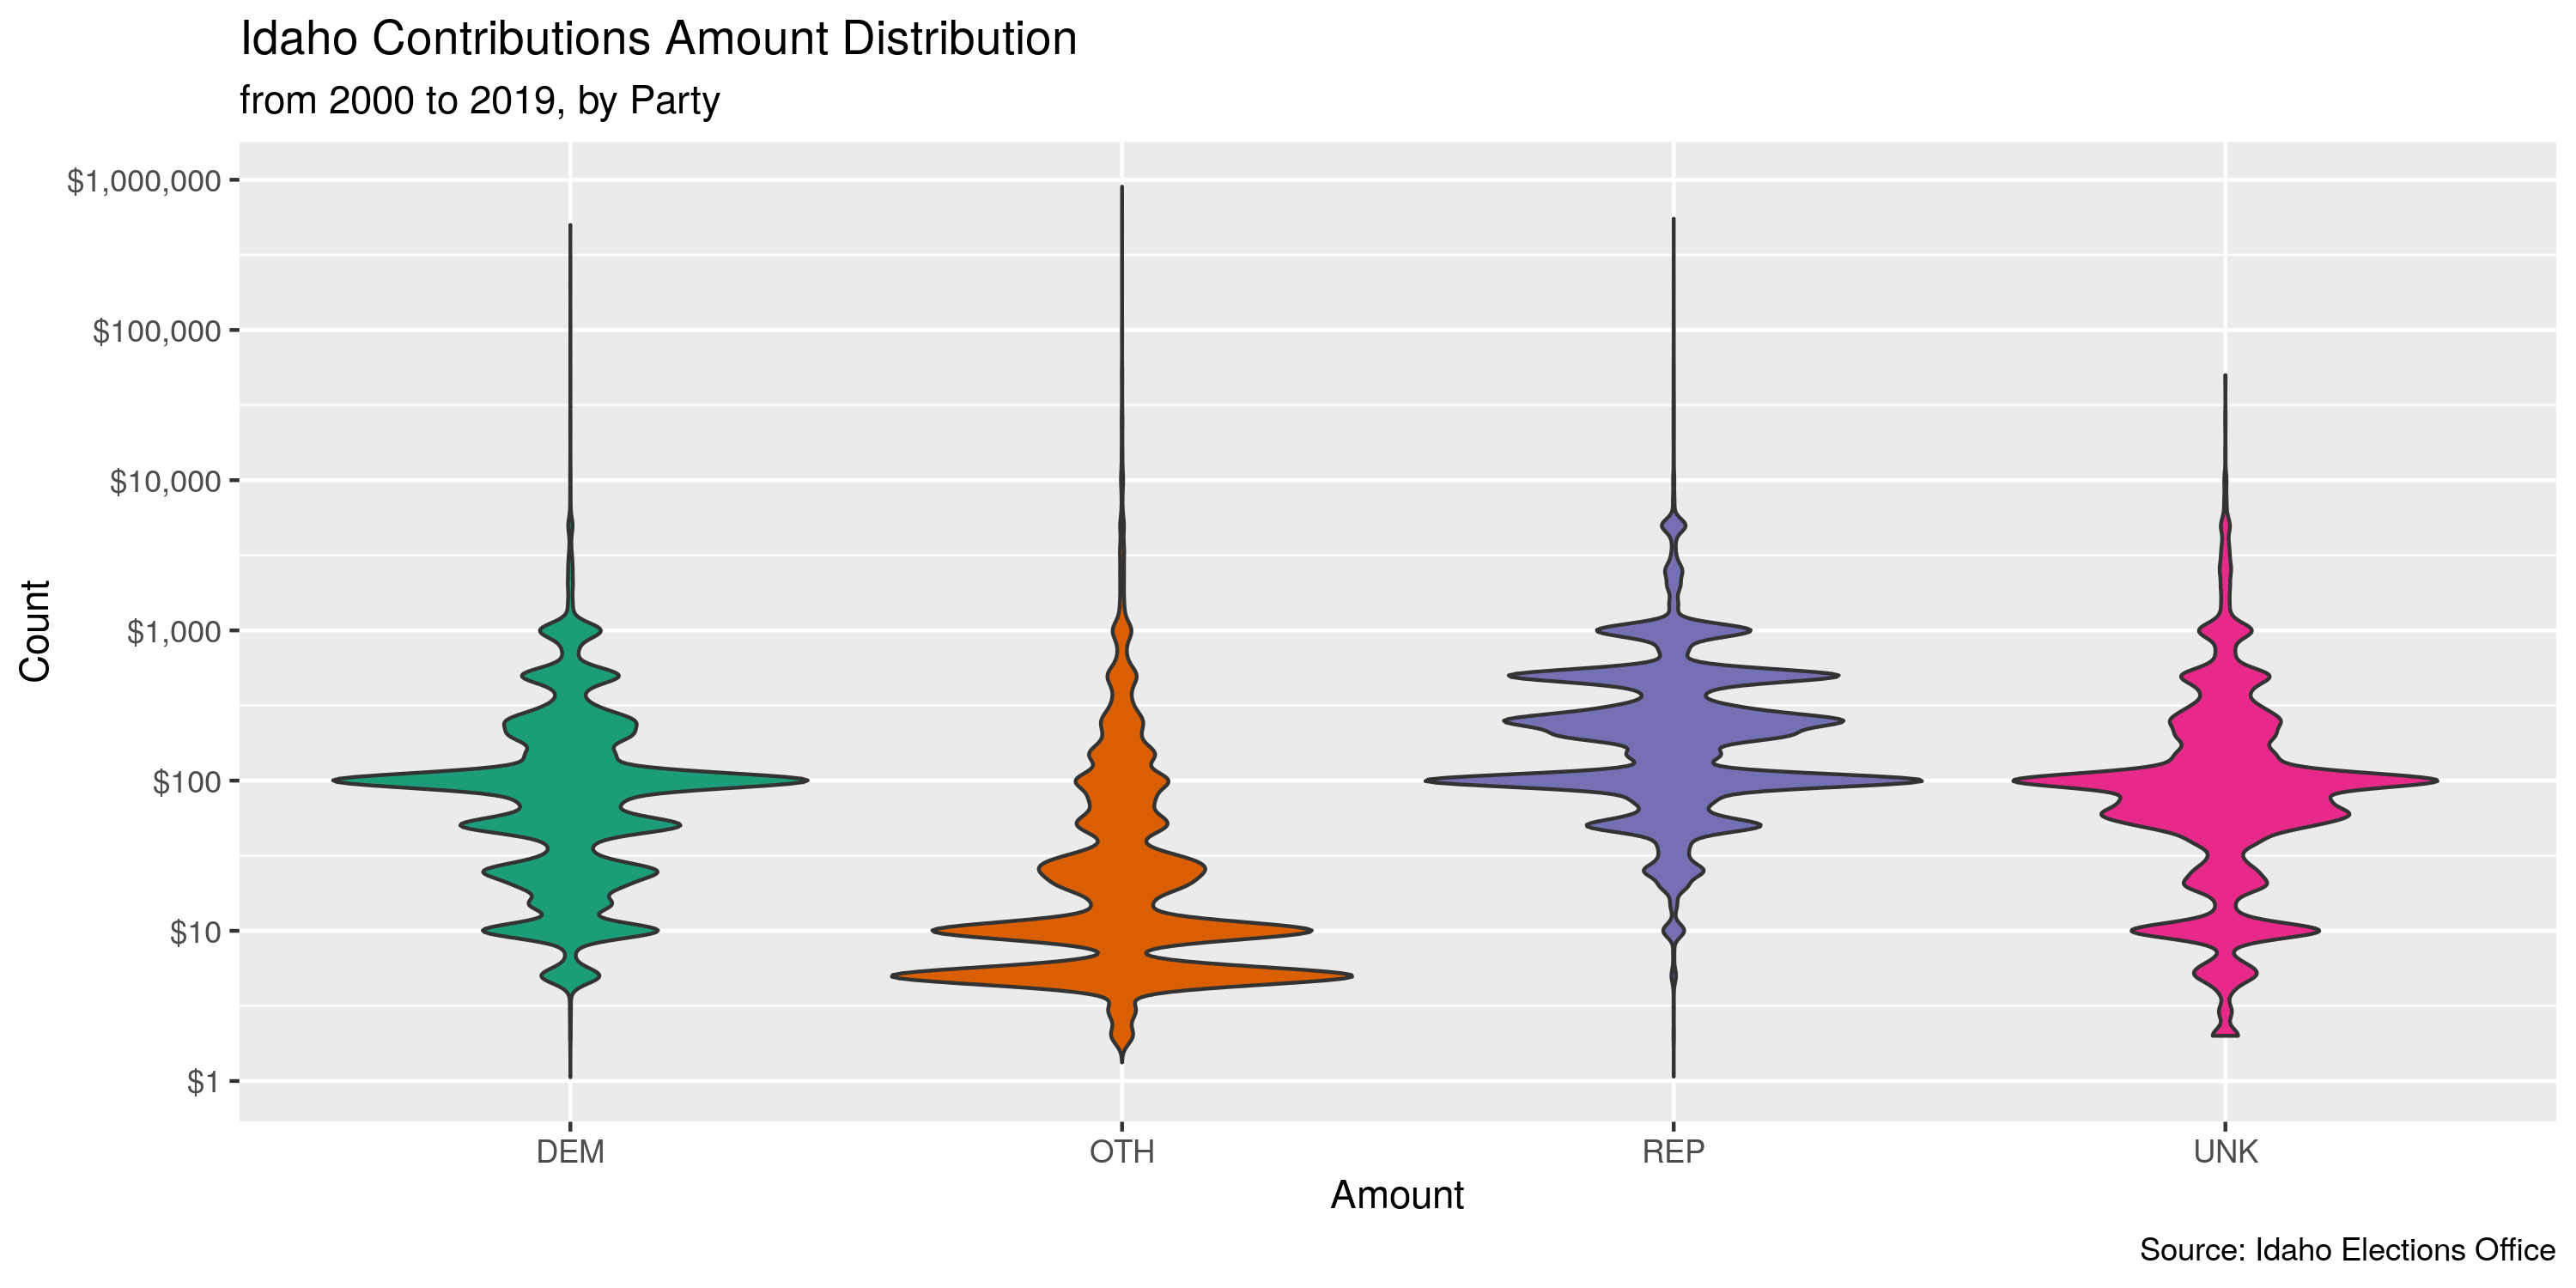 Idaho Contributions Amount Distribution
from 2000 to 2019, by Party
$1,000,000
$100,000
$10,000
$1,000
$100
$10
$1
Count
DEM
OTH
REP
UNK
Amount
Source: Idaho Elections Office